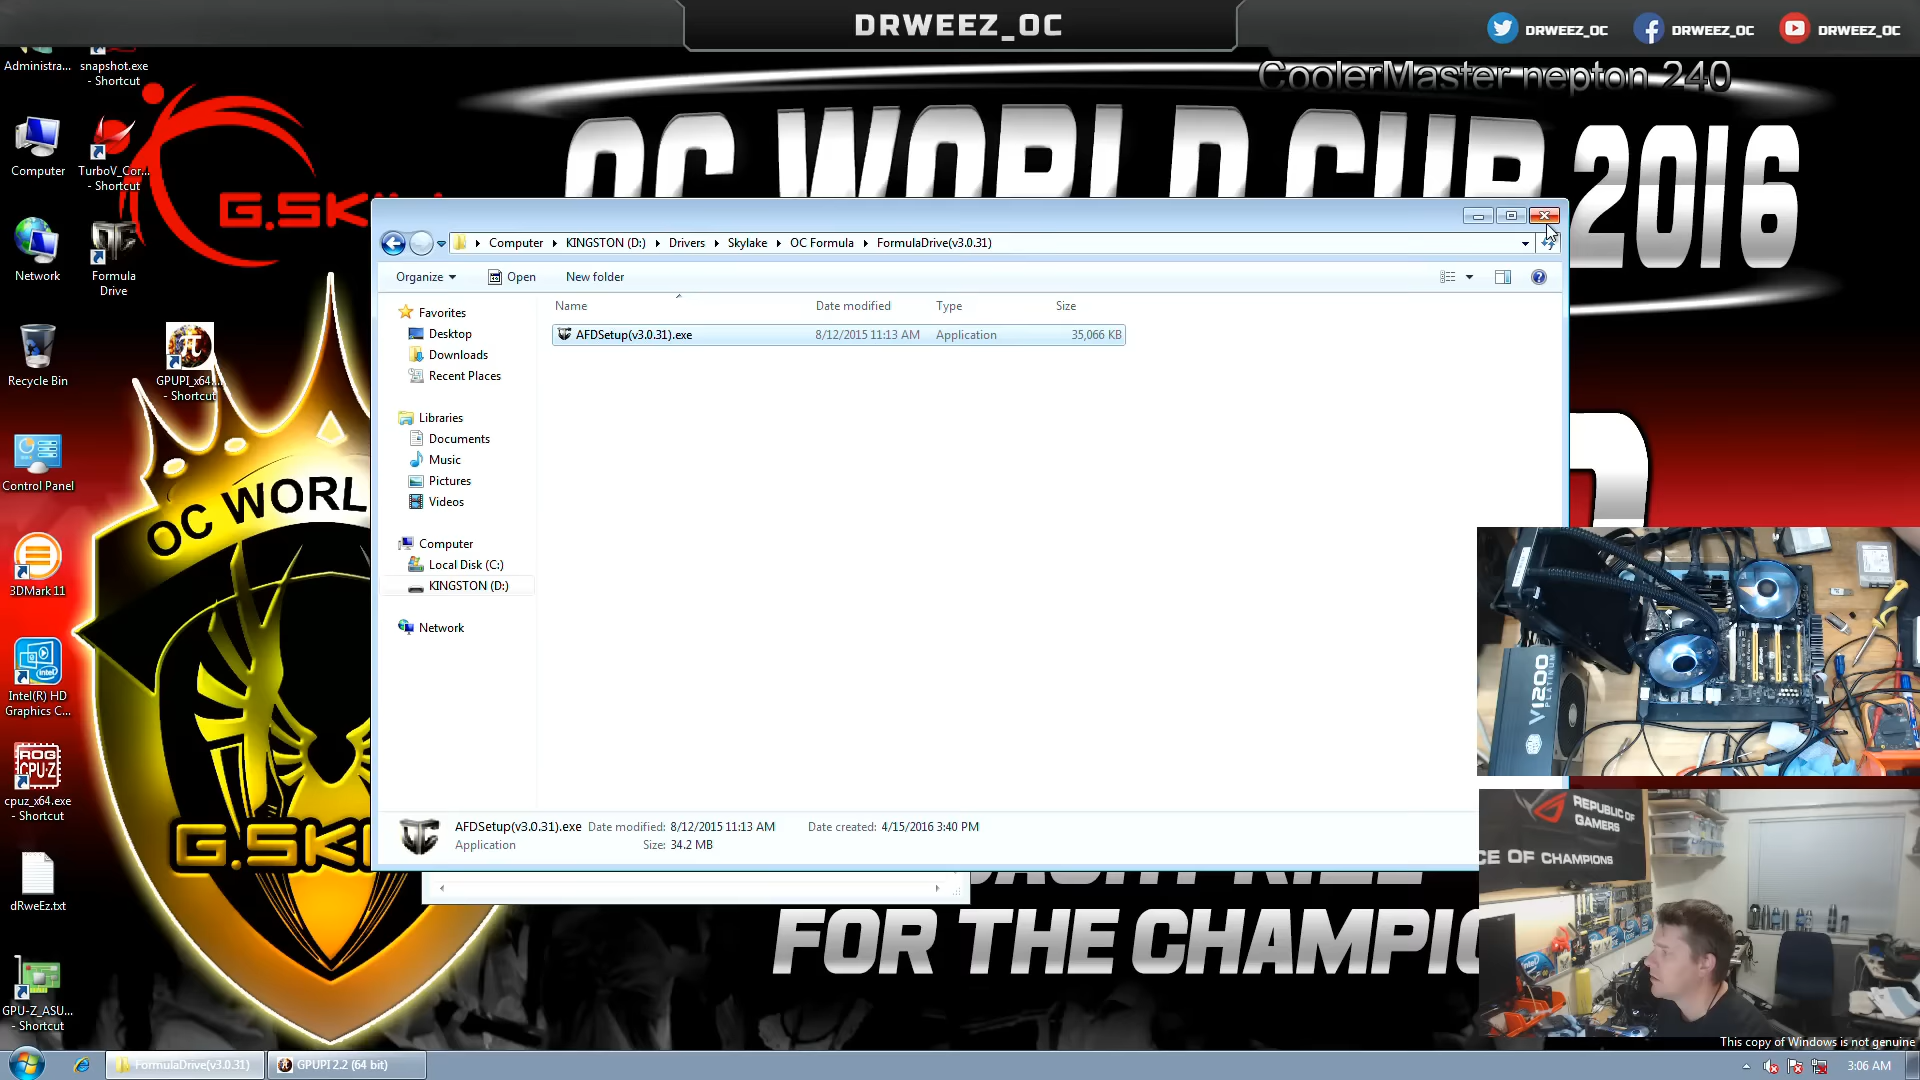 DRWEEZ_OC
DRWEEZ_OC
DRWEEZ_OC
DRWEEZ_OC
CoolerMaster nepton 240
OC WORLD CUP 2016
G.SK
Administra...
snapshot.exe
- Shortcut
Computer
TurboV_Cor...
- Shortcut
Network
Formula
Drive
Recycle Bin
GPUPI_x64...
- Shortcut
Control Panel
3DMark 11
Intel(R) HD
Graphics C...
ROG
CPU-Z
cpuz_x64.exe
- Shortcut
dRweEz.txt
GPU-Z_ASU...
- Shortcut
OC WORL
G.SK
Computer
KINGSTON (D:)
Drivers
Skylake
OC Formula
FormulaDrive(v3.0.31)
Organize
Open
New folder
Favorites
Desktop
Downloads
Recent Places
Libraries
Documents
Music
Pictures
Videos
Computer
Local Disk (C:)
KINGSTON (D:)
Network
Name
Date modified
Type
Size
AFDSetup(v3.0.31).exe
8/12/2015 11:13 AM
Application
35,066 KB
AFDSetup(v3.0.31).exe
Date modified: 8/12/2015 11:13 AM
Date created: 4/15/2016 3:40 PM
Application
Size: 34.2 MB
FOR THE CHAMPIO
V1200
PLATINUM
REPUBLIC OF
GAMERS
CE OF CHAMPIONS
This copy of Windows is not genuine
FormulaDrive(v3.0.31)
GPUPI 2.2 (64 bit)
3:06 AM